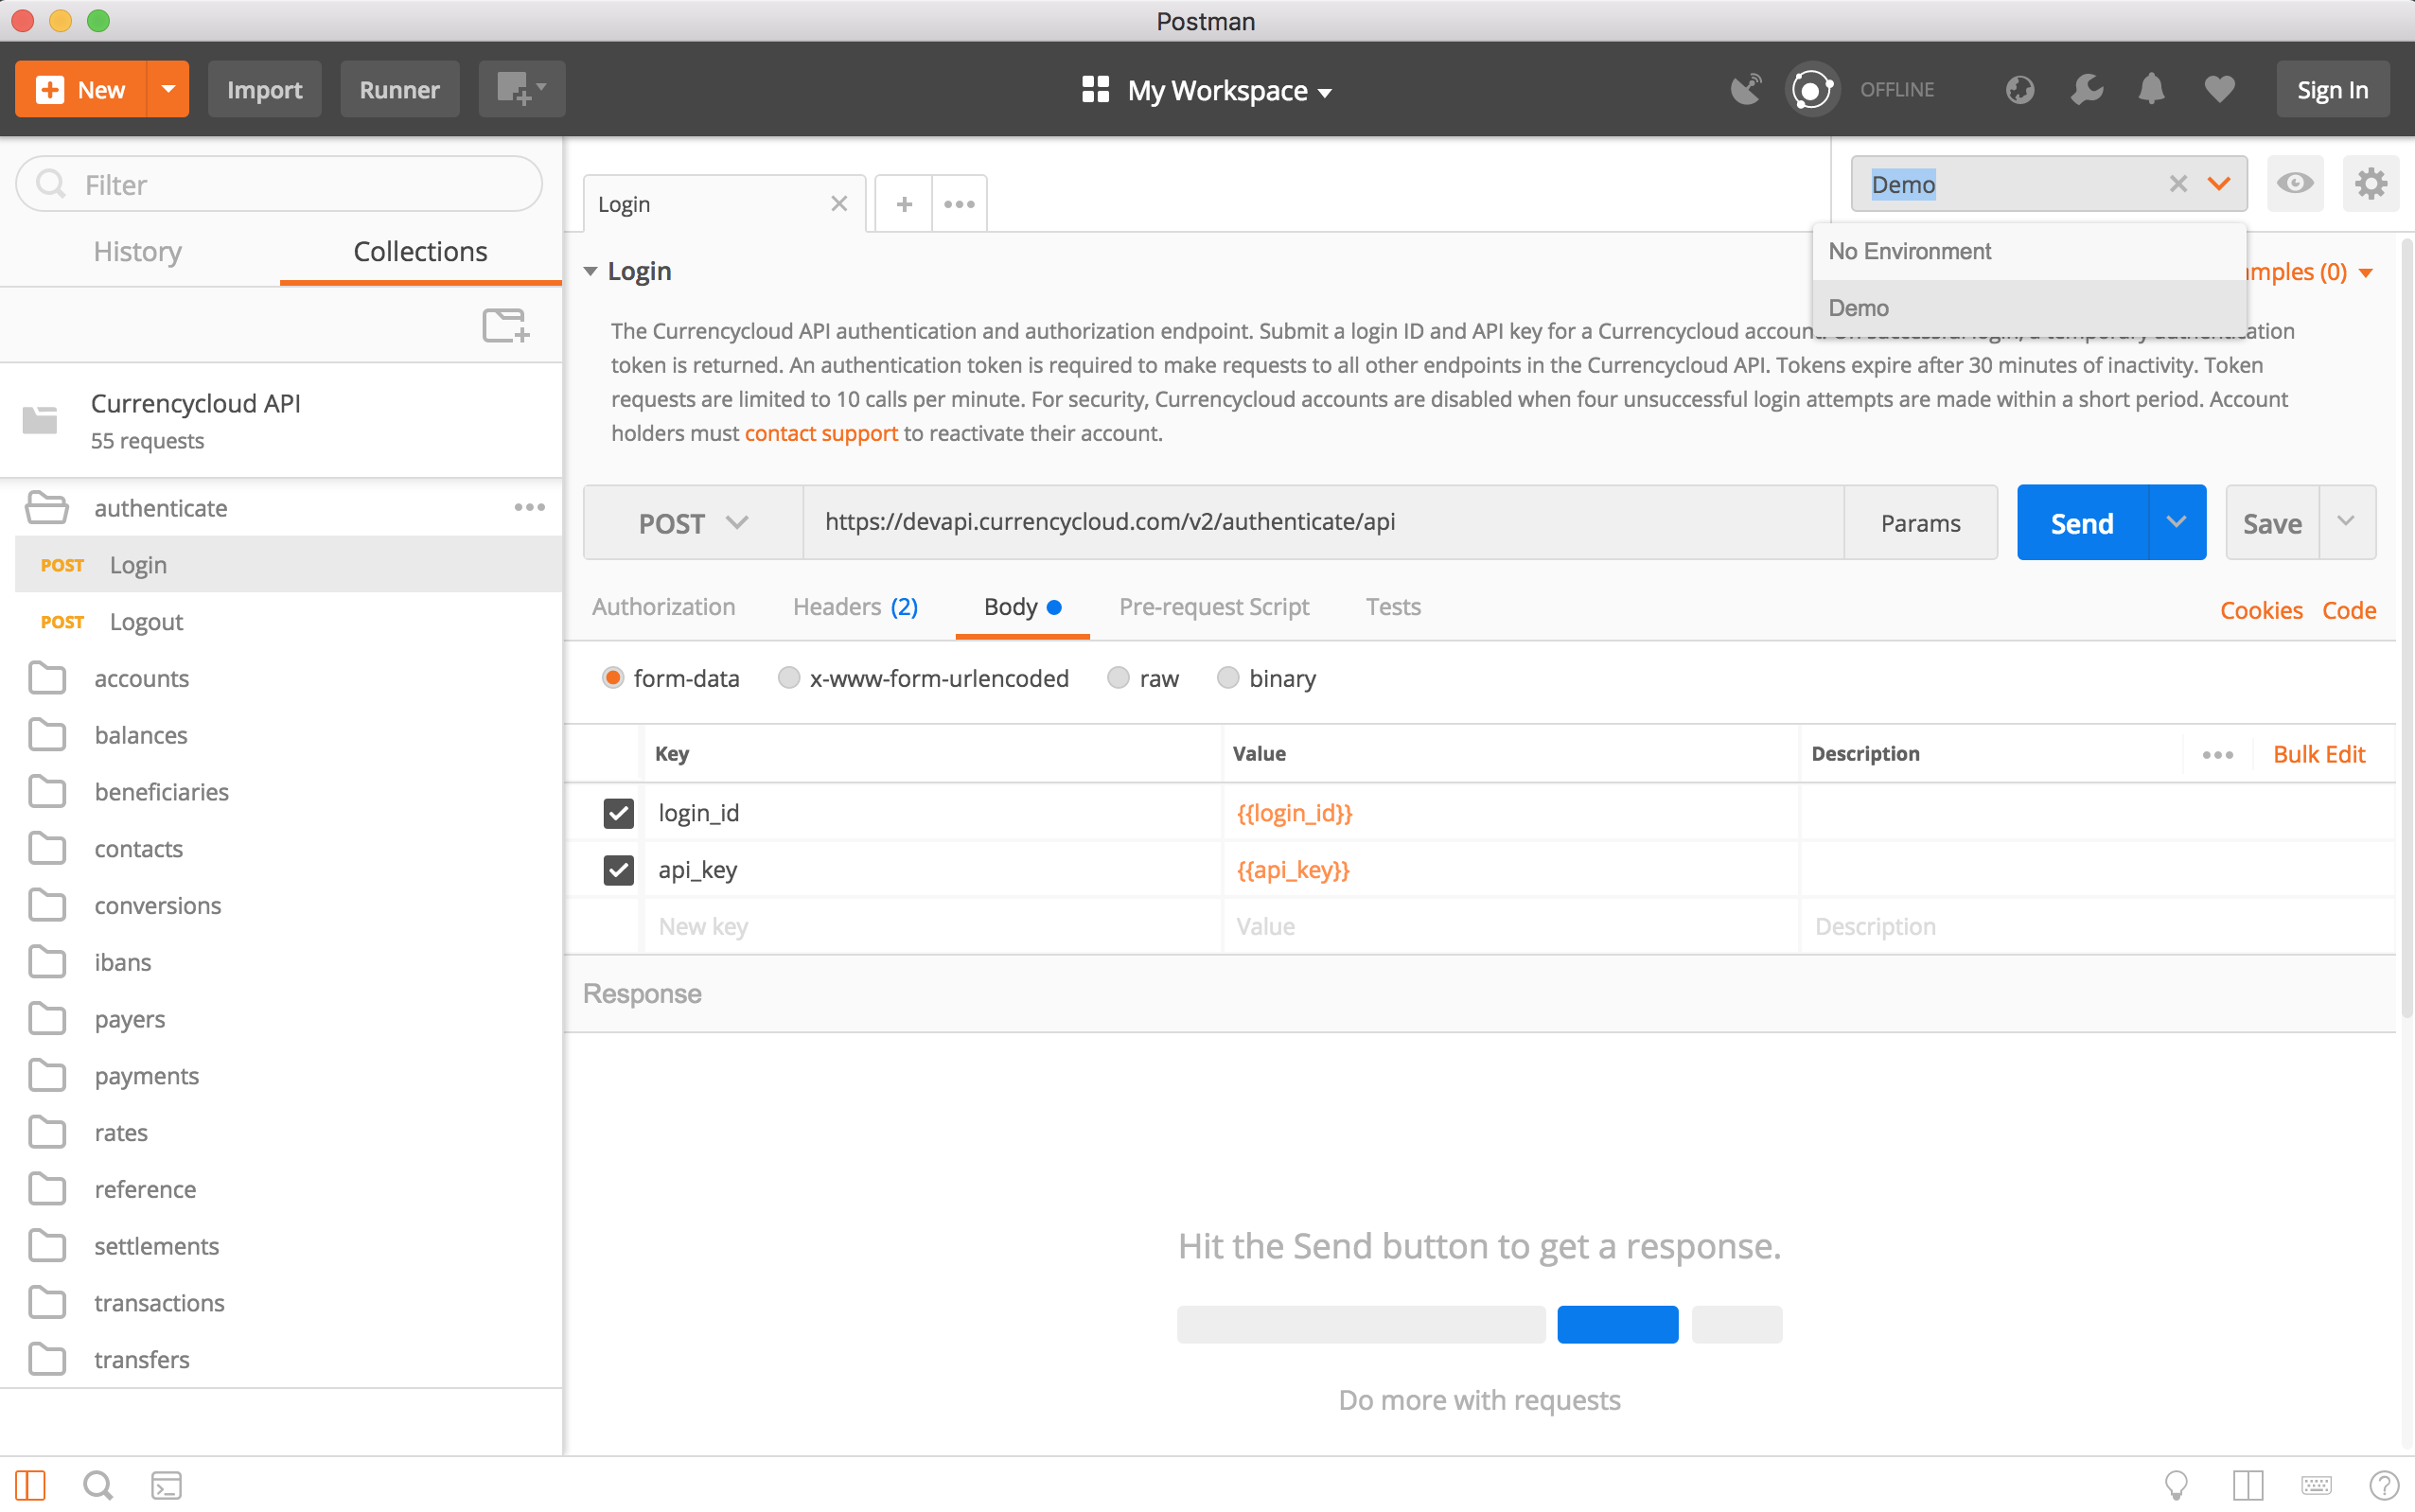 Postman
New
Import
Runner
My Workspace
OFFLINE
Sign In
Filter
History
Collections
Currencycloud API
55 requests
authenticate
POST Login
POST Logout
accounts
balances
beneficiaries
contacts
conversions
ibans
payers
payments
rates
reference
settlements
transactions
transfers
Login
Demo
No Environment
Demo
Login
mples (0)
The Currencycloud API authentication and authorization endpoint. Submit a login ID and API key for a Currencycloud account. On successful login, a temporary authentication
token is returned. An authentication token is required to make requests to all other endpoints in the Currencycloud API. Tokens expire after 30 minutes of inactivity. Token
requests are limited to 10 calls per minute. For security, Currencycloud accounts are disabled when four unsuccessful login attempts are made within a short period. Account
holders must contact support to reactivate their account.
POST
https://devapi.currencycloud.com/v2/authenticate/api
Params
Send
Save
Authorization
Headers (2)
Body
Pre-request Script
Tests
Cookies
Code
form-data
x-www-form-urlencoded
raw
binary
Key Value Description
Bulk Edit
login_id {{login_id}}
api_key {{api_key}}
New key Value Description
Response
Hit the Send button to get a response.
Do more with requests